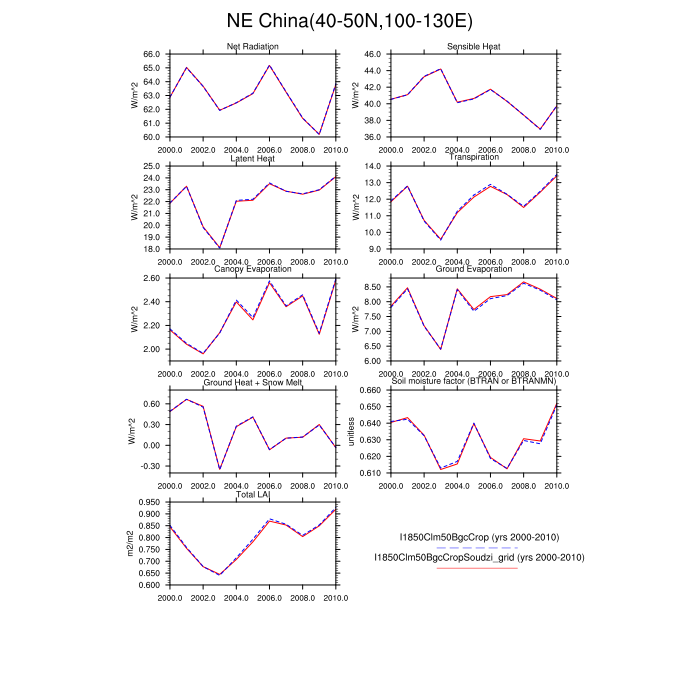 NE China(40-50N,100-130E)
Net Radiation
Sensible Heat
66.0
65.0
64.0
63.0
62.0
61.0
60.0
W/m^2
2000.0 2002.0 2004.0 2006.0 2008.0 2010.0
46.0
44.0
42.0
40.0
38.0
36.0
W/m^2
2000.0 2002.0 2004.0 2006.0 2008.0 2010.0
Latent Heat
Transpiration
25.0
24.0
23.0
22.0
21.0
20.0
19.0
18.0
W/m^2
2000.0 2002.0 2004.0 2006.0 2008.0 2010.0
14.0
13.0
12.0
11.0
10.0
9.0
W/m^2
2000.0 2002.0 2004.0 2006.0 2008.0 2010.0
Canopy Evaporation
Ground Evaporation
2.60
2.40
2.20
2.00
W/m^2
2000.0 2002.0 2004.0 2006.0 2008.0 2010.0
8.50
8.00
7.50
7.00
6.50
6.00
W/m^2
2000.0 2002.0 2004.0 2006.0 2008.0 2010.0
Ground Heat + Snow Melt
Soil moisture factor (BTRAN or BTRANMN)
0.60
0.30
0.00
-0.30
W/m^2
2000.0 2002.0 2004.0 2006.0 2008.0 2010.0
0.660
0.650
0.640
0.630
0.620
0.610
unitless
2000.0 2002.0 2004.0 2006.0 2008.0 2010.0
Total LAI
0.950
0.900
0.850
0.800
0.750
0.700
0.650
0.600
m2/m2
2000.0 2002.0 2004.0 2006.0 2008.0 2010.0
I1850Clm50BgcCrop (yrs 2000-2010)
I1850Clm50BgcCropSoudzi_grid (yrs 2000-2010)